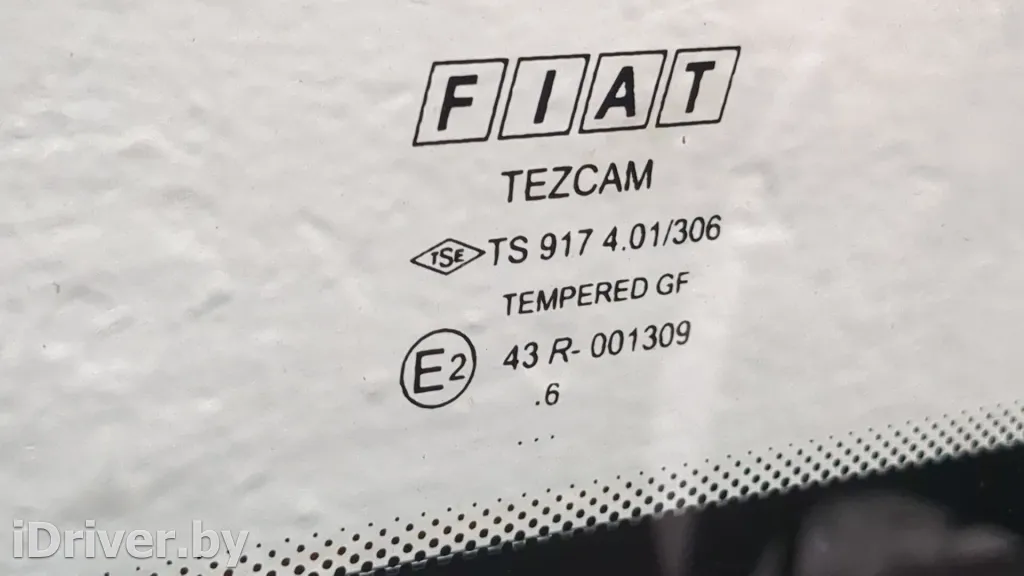 FIAT
TEZCAM
TSE TS 917 4.01/306
TEMPERED GF
E2 43 R- 001309
.6
...
iDriver.by